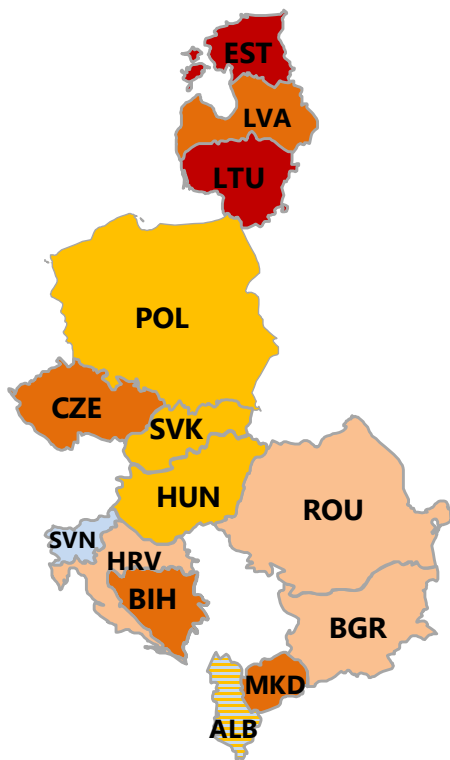 EST
LVA
LTU
POL
CZE
SVK
HUN
ROU
SVN
HRV
BIH
BGR
MKD
ALB